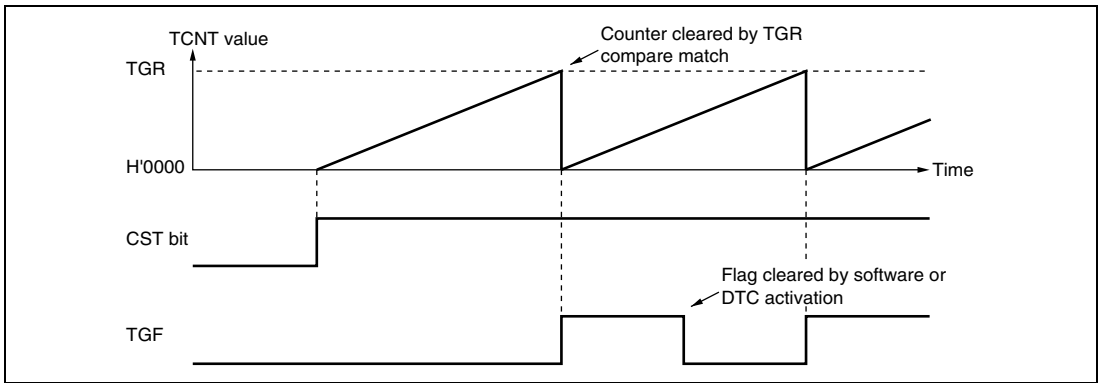 TCNT value
Counter cleared by TGR
compare match
TGR
H'0000
Time
CST bit
Flag cleared by software or
DTC activation
TGF